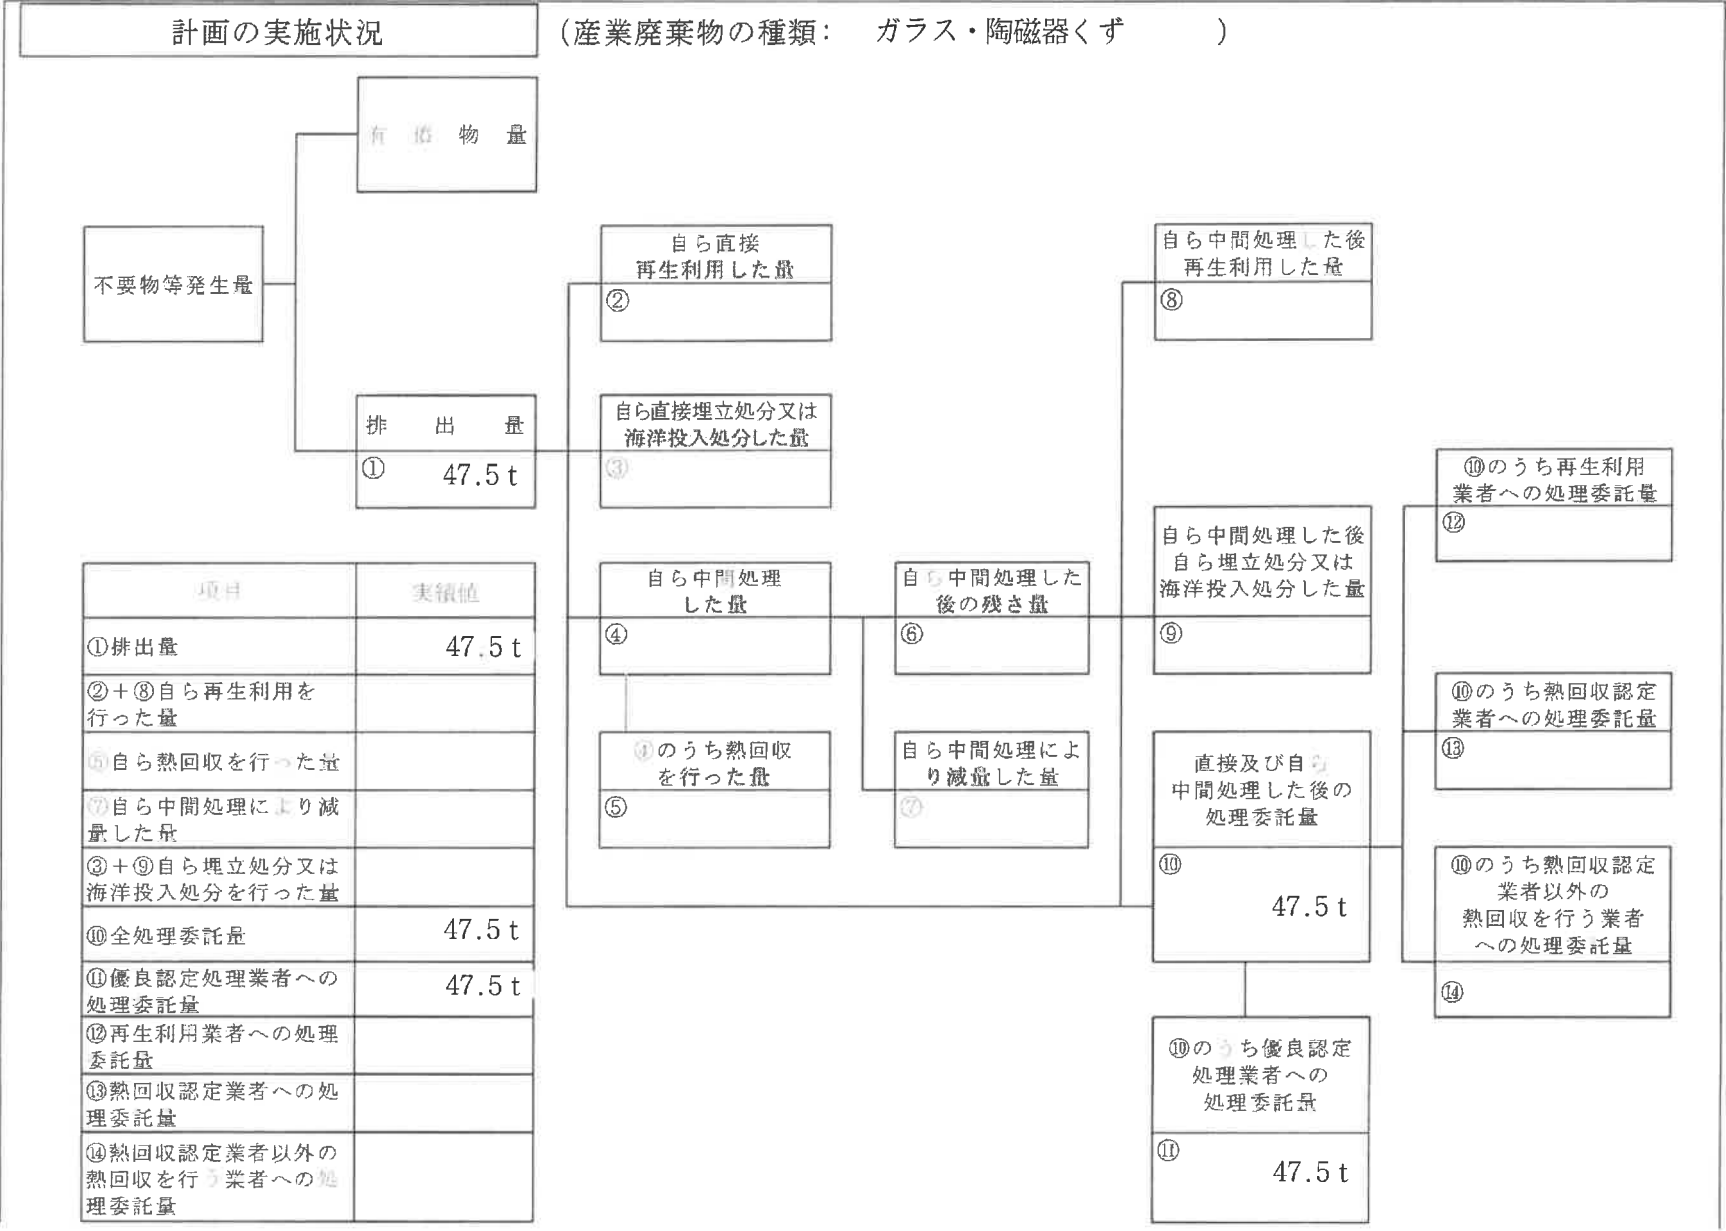 計画の実施状況
(産業廃棄物の種類: ガラス・陶磁器くず )
有価物量
不要物等発生量
排出量
① 47.5t
自ら直接
再生利用した量
②
自ら直接埋立処分又は
海洋投入処分した量
③
自ら中間処理
した量
④
④のうち熱回収
を行った量
⑤
自ら中間処理した
後の残さ量
⑥
自ら中間処理によ
り減量した量
⑦
自ら中間処理した後
再生利用した量
⑧
自ら中間処理した後
自ら埋立処分又は
海洋投入処分した量
⑨
直接及び自ら
中間処理した後の
処理委託量
⑩
47.5t
⑩のうち優良認定
処理業者への
処理委託量
⑪
47.5t
⑩のうち再生利用
業者への処理委託量
⑫
⑩のうち熱回収認定
業者への処理委託量
⑬
⑩のうち熱回収認定
業者以外の
熱回収を行う業者
への処理委託量
⑭
項目 実績値
①排出量 47.5t
②+⑧自ら再生利用を
行った量
⑤自ら熱回収を行った量
⑦自ら中間処理により減
量した量
③+⑨自ら埋立処分又は
海洋投入処分を行った量
⑩全処理委託量 47.5t
⑪優良認定処理業者への
処理委託量 47.5t
⑫再生利用業者への処理
委託量
⑬熱回収認定業者への処
理委託量
⑭熱回収認定業者以外の
熱回収を行う業者への処
理委託量